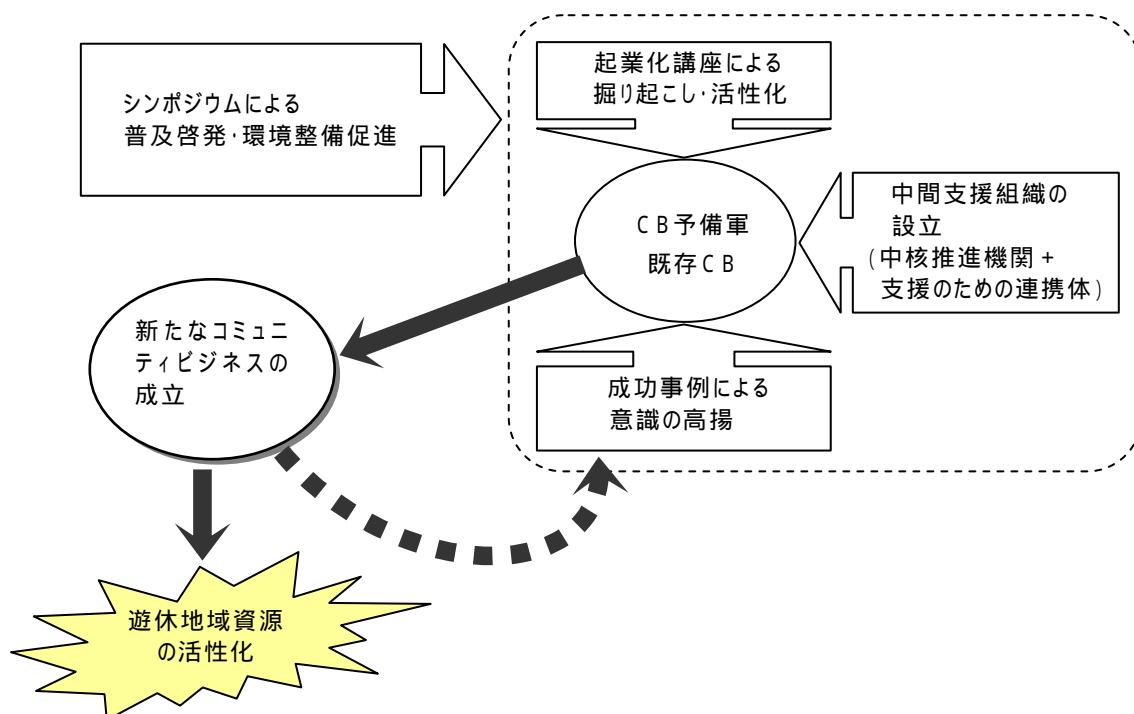 シンポジウムによる
普及啓発・環境整備促進
起業化講座による
掘り起こし・活性化
CB予備軍
既存CB
中間支援組織の
設立
(中核推進機関+
支援のための連携体)
成功事例による
意識の高揚
新たなコミュニ
ティビジネスの
成立
遊休地域資源
の活性化